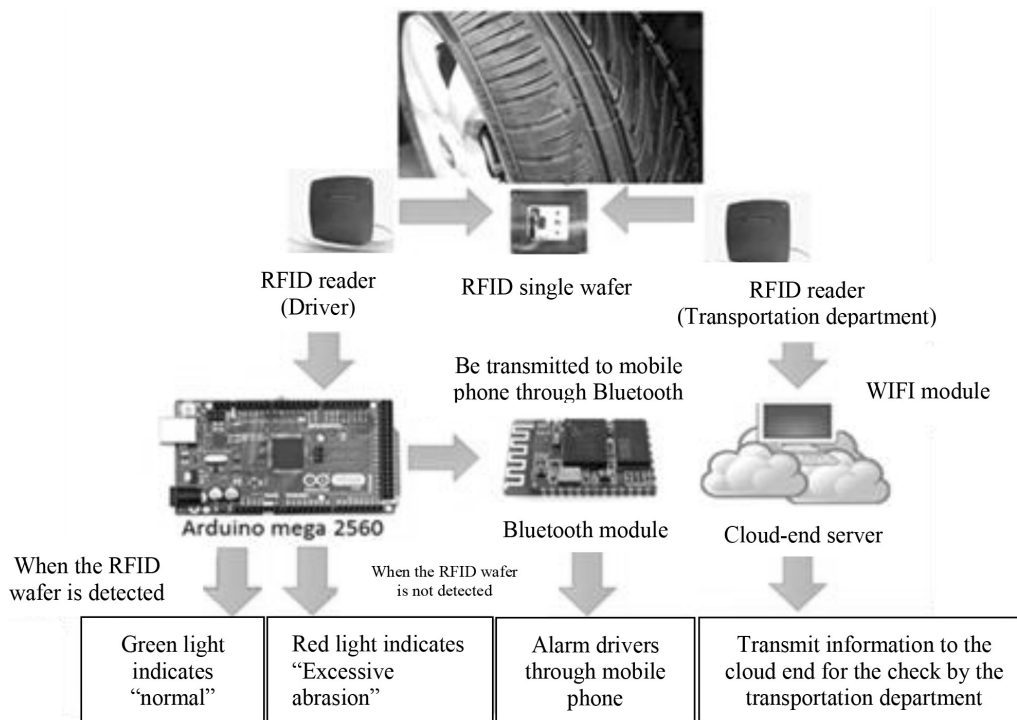 RFID reader
(Driver)
RFID single wafer
RFID reader
(Transportation department)
Be transmitted to mobile
phone through Bluetooth
WIFI module
Arduino mega 2560
Bluetooth module
Cloud-end server
When the RFID
wafer is detected
When the RFID wafer
is not detected
Green light
indicates
“normal”
Red light indicates
“Excessive
abrasion”
Alarm drivers
through mobile
phone
Transmit information to the
cloud end for the check by the
transportation department